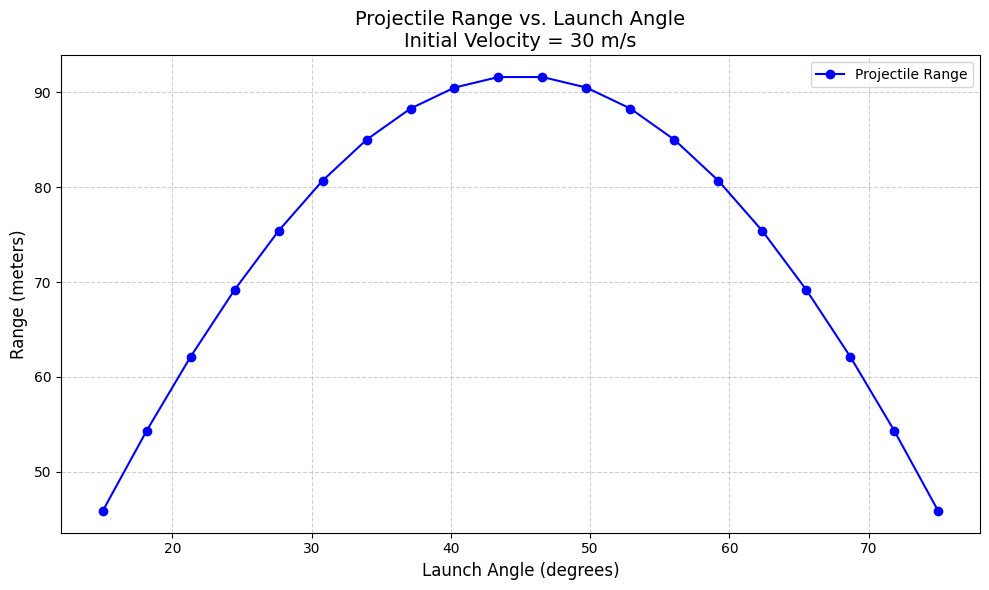 Projectile Range vs. Launch Angle
Initial Velocity = 30 m/s
Projectile Range
Range (meters)
90
80
70
60
50
20 30 40 50 60 70
Launch Angle (degrees)